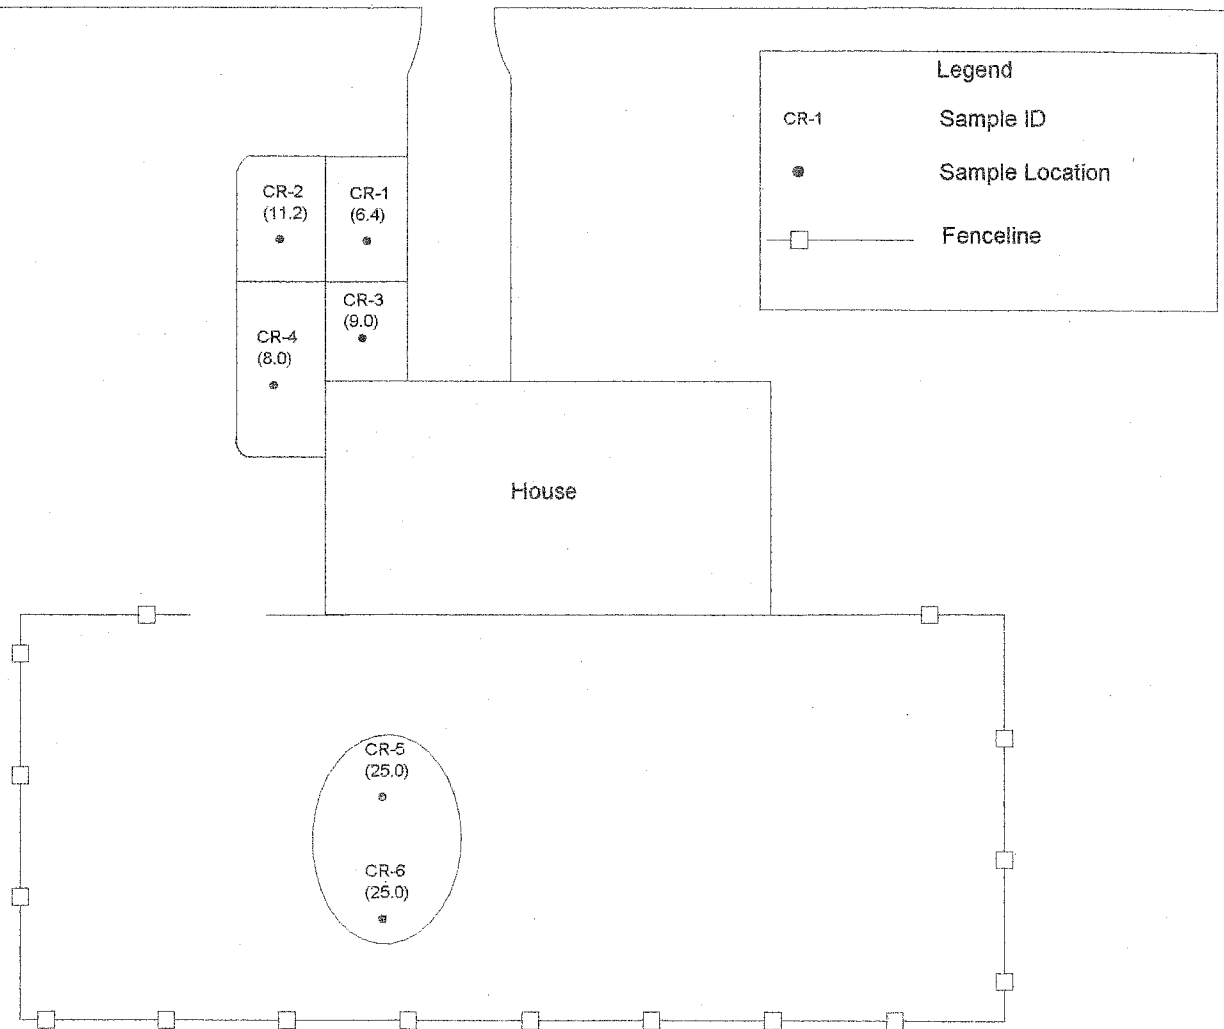 Legend
CR-1 Sample ID
Sample Location
Fenceline
CR-2
(11.2)
CR-1
(6.4)
CR-3
(9.0)
CR-4
(8.0)
House
CR-5
(25.0)
CR-6
(25.0)